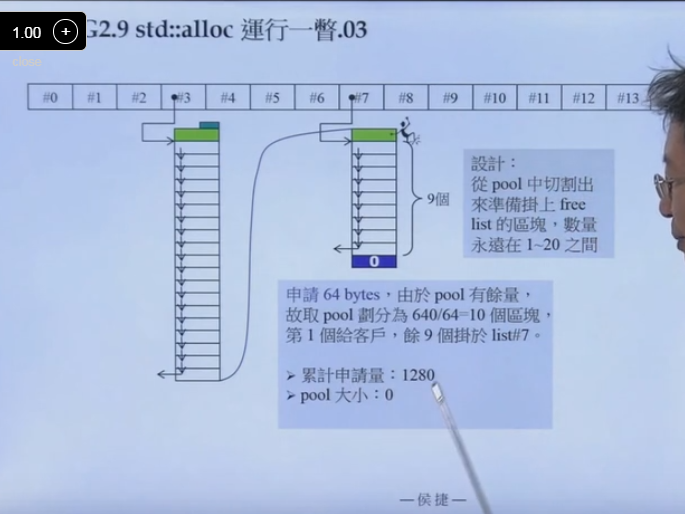 1.00
G2.9 std::alloc 運行一瞥.03
close
#0 #1 #2 #3 #4 #5 #6 #7 #8 #9 #10 #11 #12 #13
9個
0
設計：
從 pool 中切割出
來準備掛上 free
list 的區塊，數量
永遠在 1~20 之間
申請 64 bytes，由於 pool 有餘量，
故取 pool 劃分為 640/64=10 個區塊，
第 1 個給客戶，餘 9 個掛於 list#7。
➢ 累計申請量：1280
➢ pool 大小：0
—侯捷—